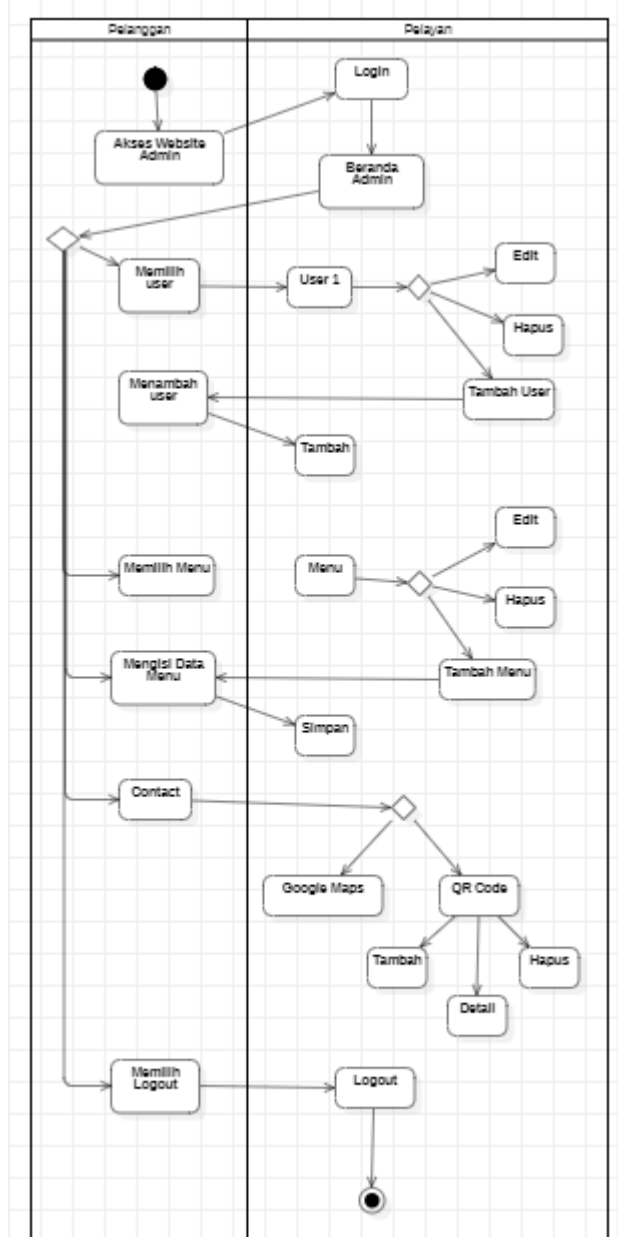 Pelanggan
Pelayan
Login
Akses Website
Admin
Beranda
Admin
Memilih
user
User 1
Edit
Hapus
Menambah
user
Tambah User
Tambah
Edit
Memilih Menu
Menu
Hapus
Mengisi Data
Menu
Tambah Menu
Simpan
Contact
Google Maps
QR Code
Tambah
Hapus
Detail
Memilih
Logout
Logout